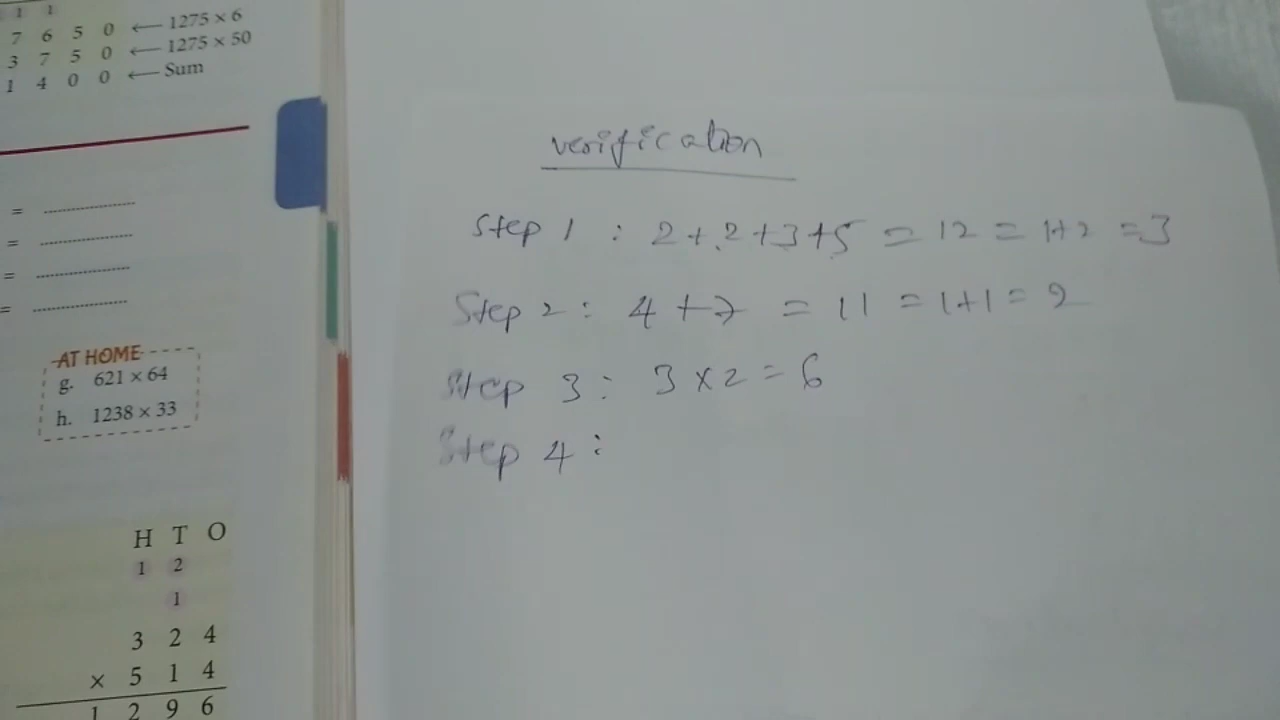 1 1
7 6 5 0 ← 1275 × 6
3 7 5 0 ← 1275 × 50
1 4 0 0 ← Sum
= ....................
= ....................
= ....................
= ....................
AT HOME
g. 621 × 64
h. 1238 × 33
H T O
1 2
1
3 2 4
× 5 1 4
1 2 9 6
verification
Step 1 : 2+2+3+5 = 12 = 1+2 = 3
Step 2 : 4+7 = 11 = 1+1 = 2
Step 3 : 3×2 = 6
Step 4 :